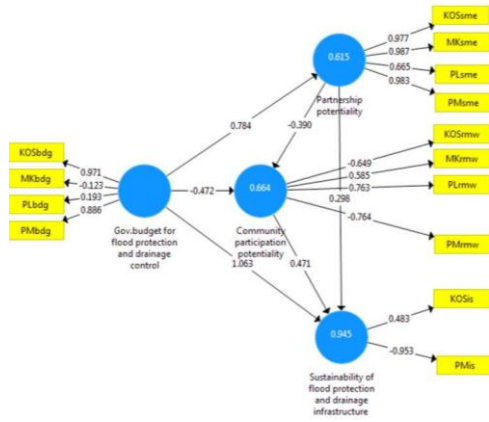 KOSsme
0.977
MKsme
0.987
0.615
0.665
PLsme
0.983
Partnership
potentiality
PMsme
0.784
-0.390
KOSrmw
KOSbdg
-0.649
MKrmw
0.971
0.585
MKbdg
-0.123
-0.472
0.664
0.763
PLrmw
PLbdg
0.193
0.298
0.886
-0.764
PMbdg
Gov.budget for
flood protection
and drainage
control
Community
participation
potentiality
PMrmw
1.063
0.471
KOSis
0.483
0.945
-0.953
PMis
Sustainability of
flood protection
and drainage
infrastructure